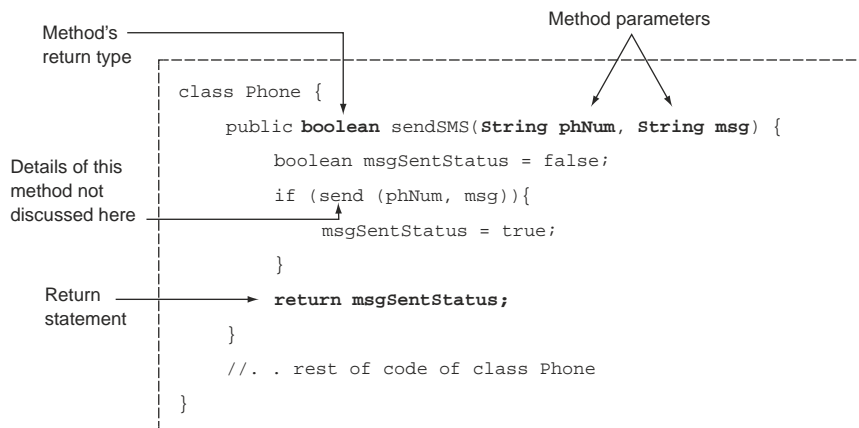 Method parameters
Method's
return type
class Phone {
public boolean sendSMS(String phNum, String msg) {
boolean msgSentStatus = false;
Details of this
method not
discussed here
if (send (phNum, msg)){
msgSentStatus = true;
}
Return
statement
return msgSentStatus;
}
//. . rest of code of class Phone
}